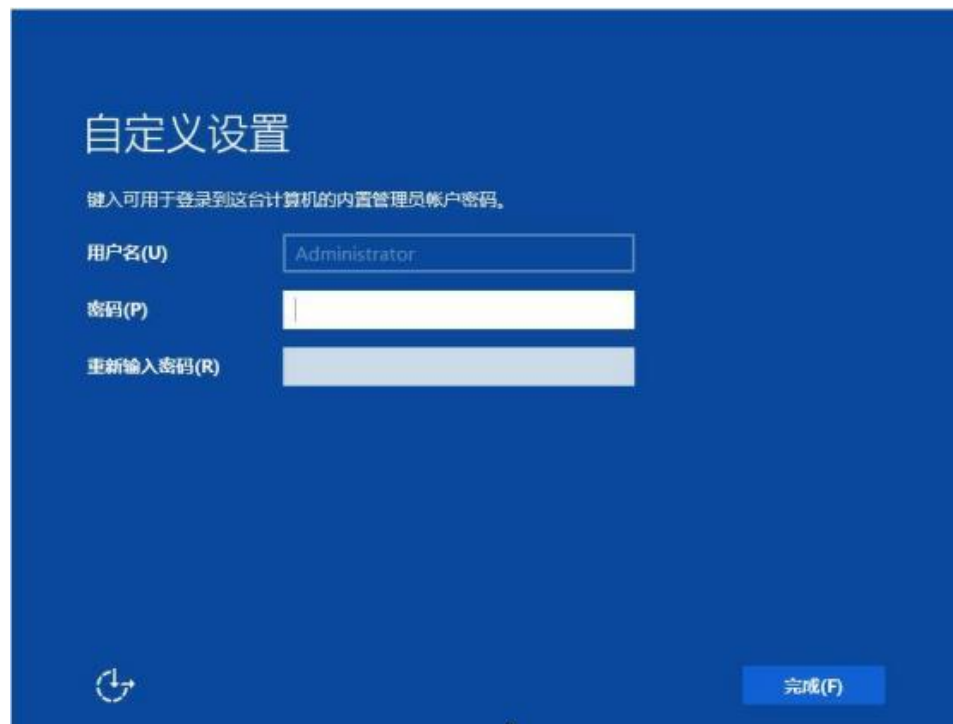 自定义设置
键入可用于登录到这台计算机的内置管理员帐户密码。
用户名(U) Administrator
密码(P)
重新输入密码(R)
完成(F)